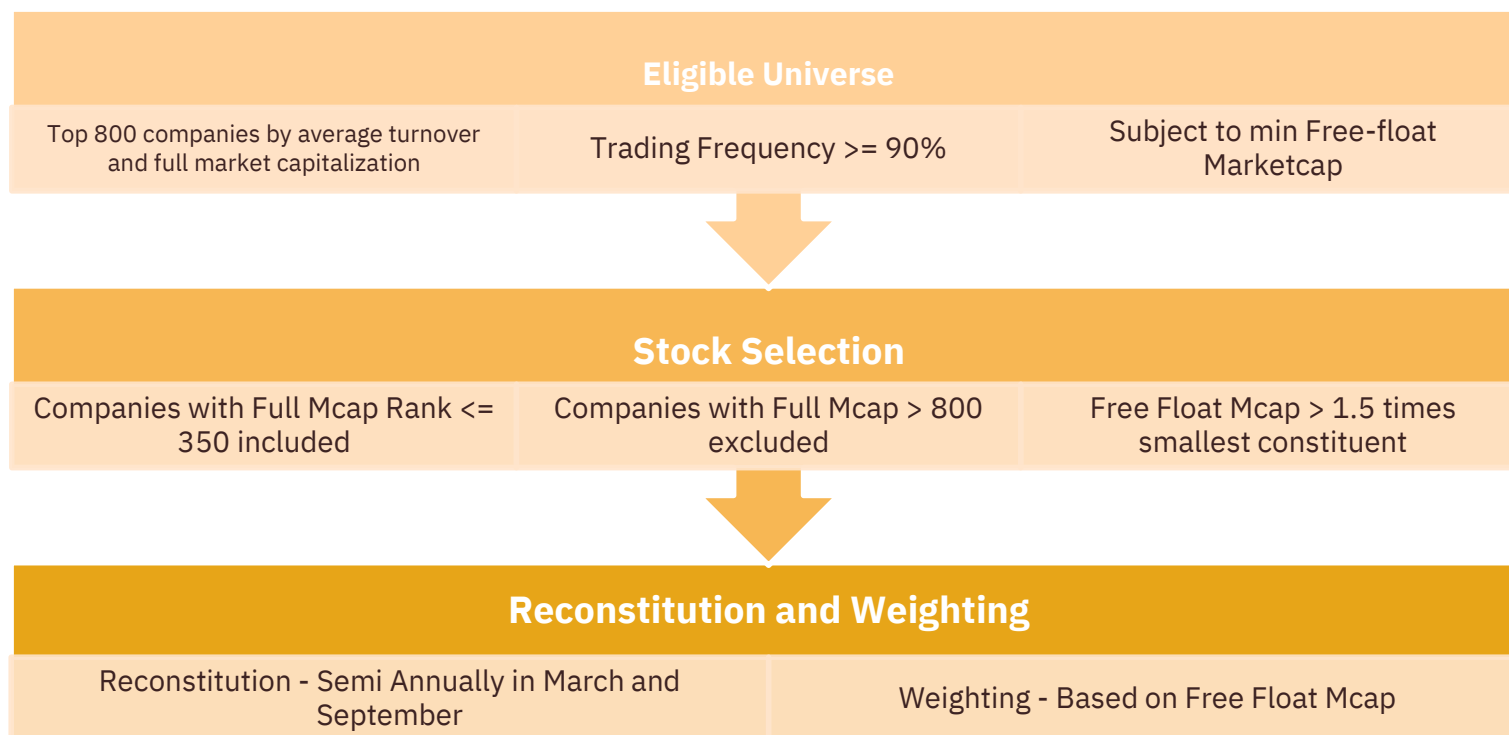 Eligible Universe
Top 800 companies by average turnover
and full market capitalization
Trading Frequency >= 90%
Subject to min Free-float
Marketcap
Stock Selection
Companies with Full Mcap Rank <=
350 included
Companies with Full Mcap > 800
excluded
Free Float Mcap > 1.5 times
smallest constituent
Reconstitution and Weighting
Reconstitution - Semi Annually in March and
September
Weighting - Based on Free Float Mcap